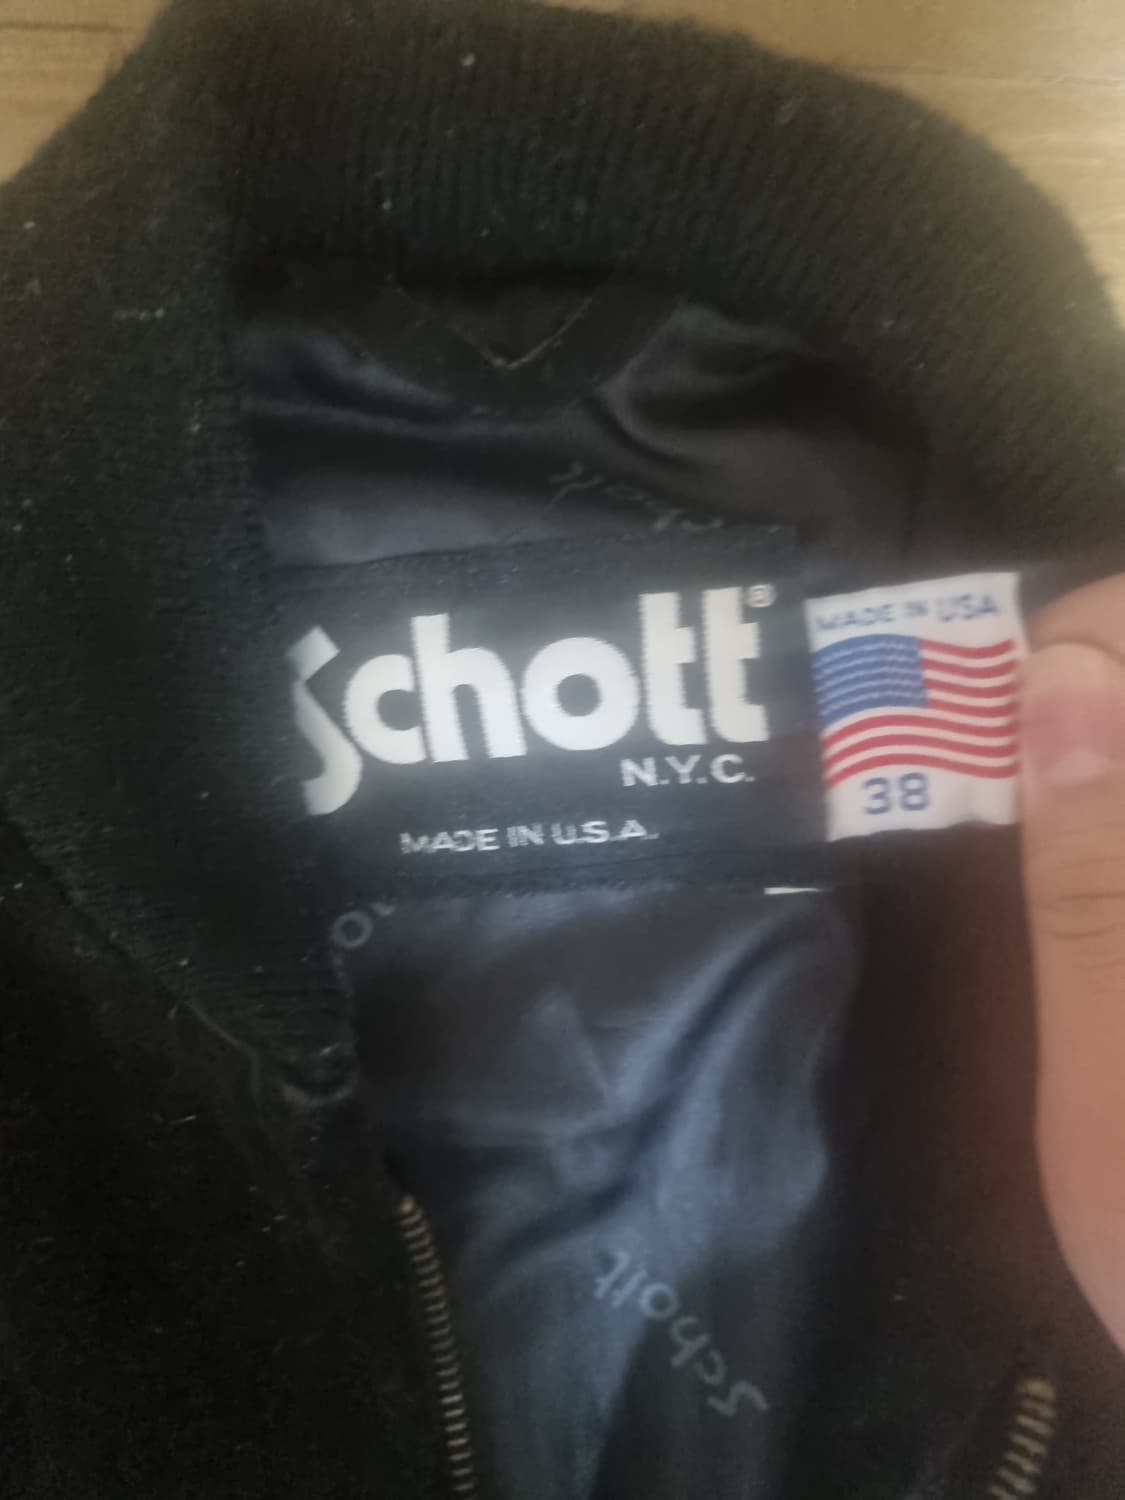 Schott®
N.Y.C.
MADE IN U.S.A.
MADE IN USA
38
Schott